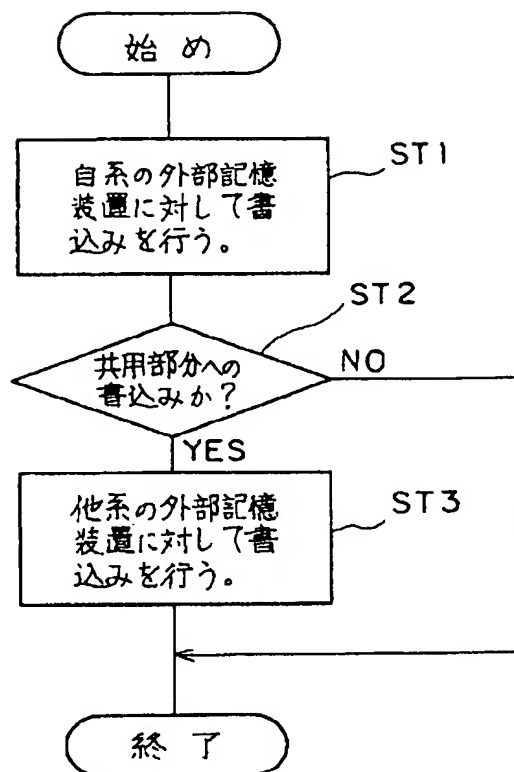 始め
自系の外部記憶
装置に対して書
込みを行う。
ST1
ST2
共用部分への
書込みか?
NO
YES
他系の外部記憶
装置に対して書
込みを行う。
ST3
終了